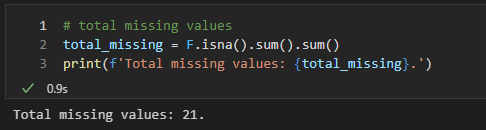 1 # total missing values
2 total_missing = F.isna().sum().sum()
3 print(f'Total missing values: {total_missing}.')
0.9s
Total missing values: 21.